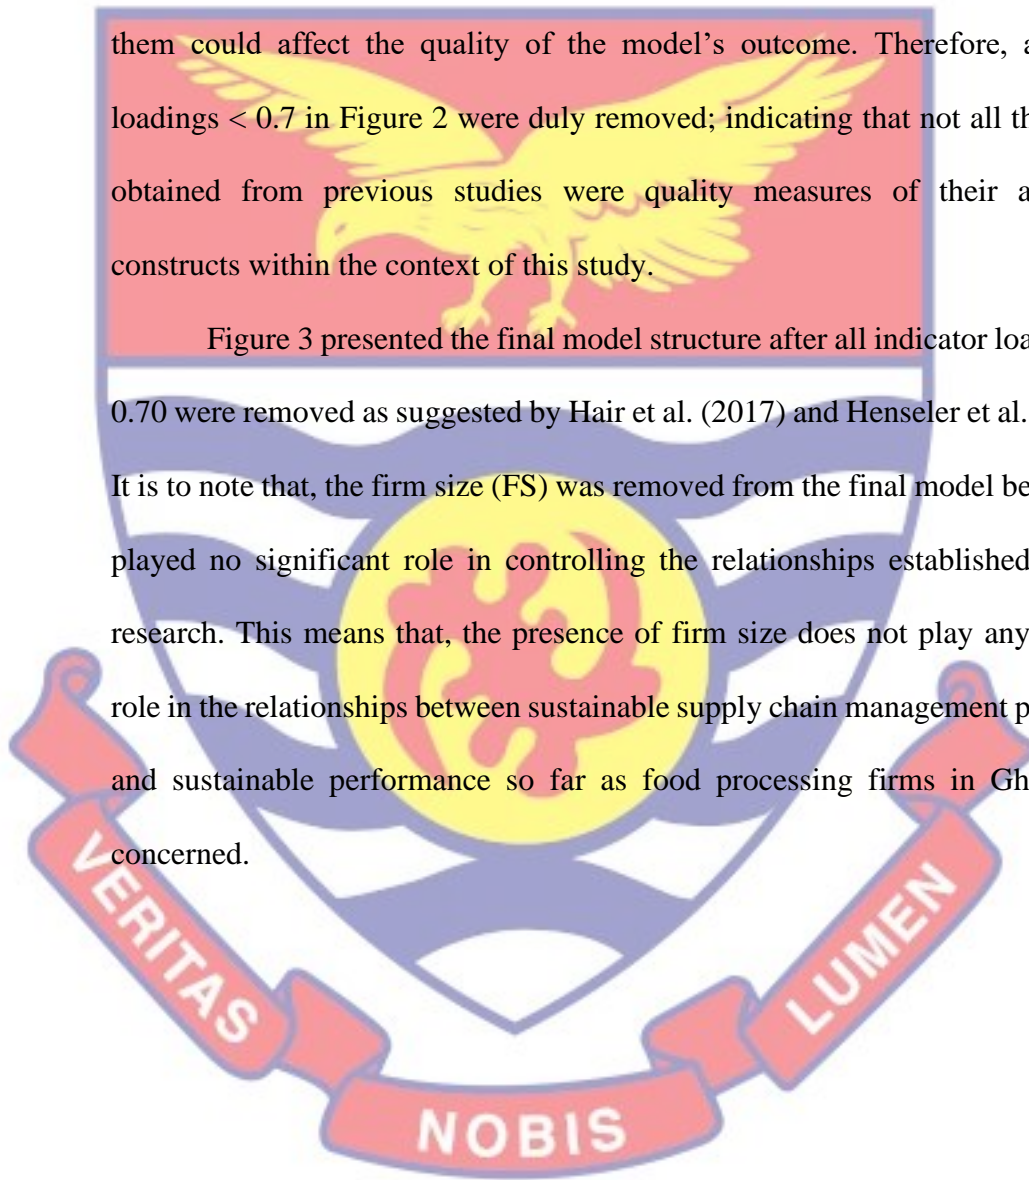 them could affect the quality of the model's outcome. Therefore, a
loadings < 0.7 in Figure 2 were duly removed; indicating that not all th
obtained from previous studies were quality measures of their a
constructs within the context of this study.
Figure 3 presented the final model structure after all indicator loa
0.70 were removed as suggested by Hair et al. (2017) and Henseler et al.
It is to note that, the firm size (FS) was removed from the final model be
played no significant role in controlling the relationships established
research. This means that, the presence of firm size does not play any
role in the relationships between sustainable supply chain management p
and sustainable performance so far as food processing firms in Gh
concerned.
VERITAS
NOBIS
LUMEN